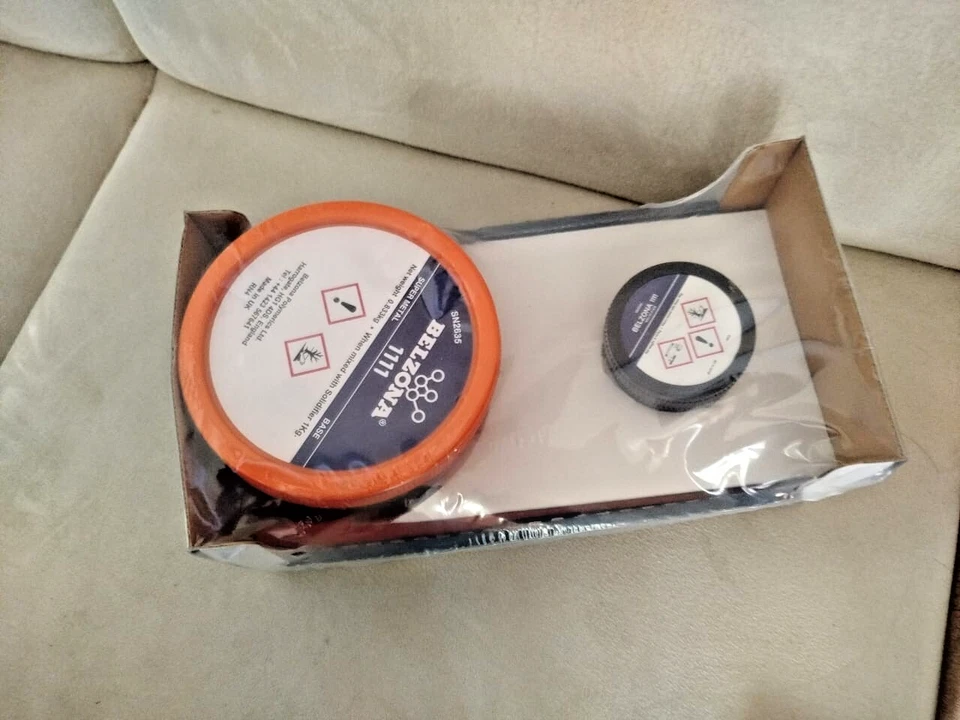 SN2635
BELZONA®
1111
SUPER METAL
BASE
Net weight 0.833kg • When mixed with Solidifier 1Kg.
Belzona Polymerics Ltd.
Harrogate, HG1 4DS, England
Tel : +44 1423 567641
Made in UK
BELZONA 1111